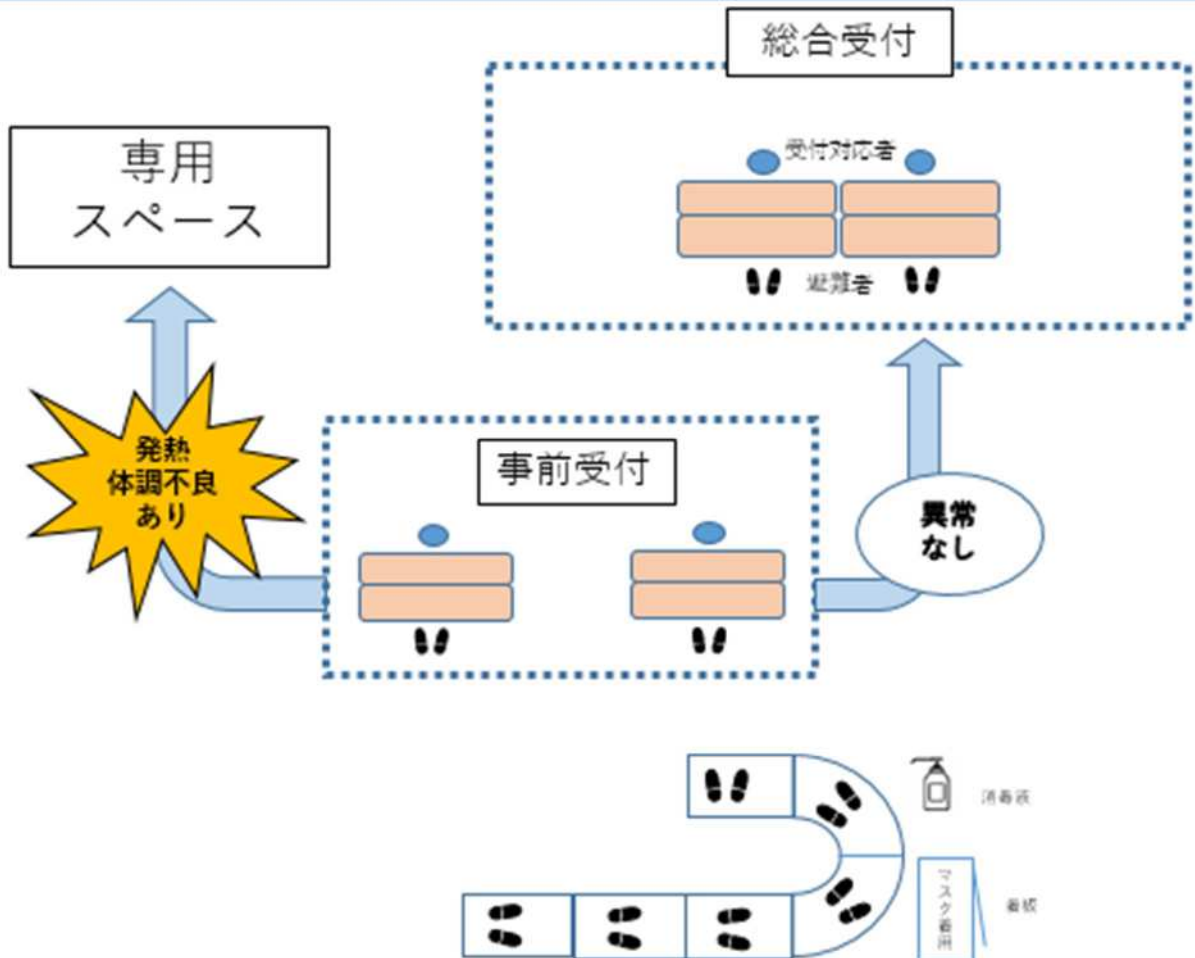 総合受付
受付対応者
避難者
専用
スペース
発熱
体調不良
あり
事前受付
異常
なし
消毒液
マスク着用
看板